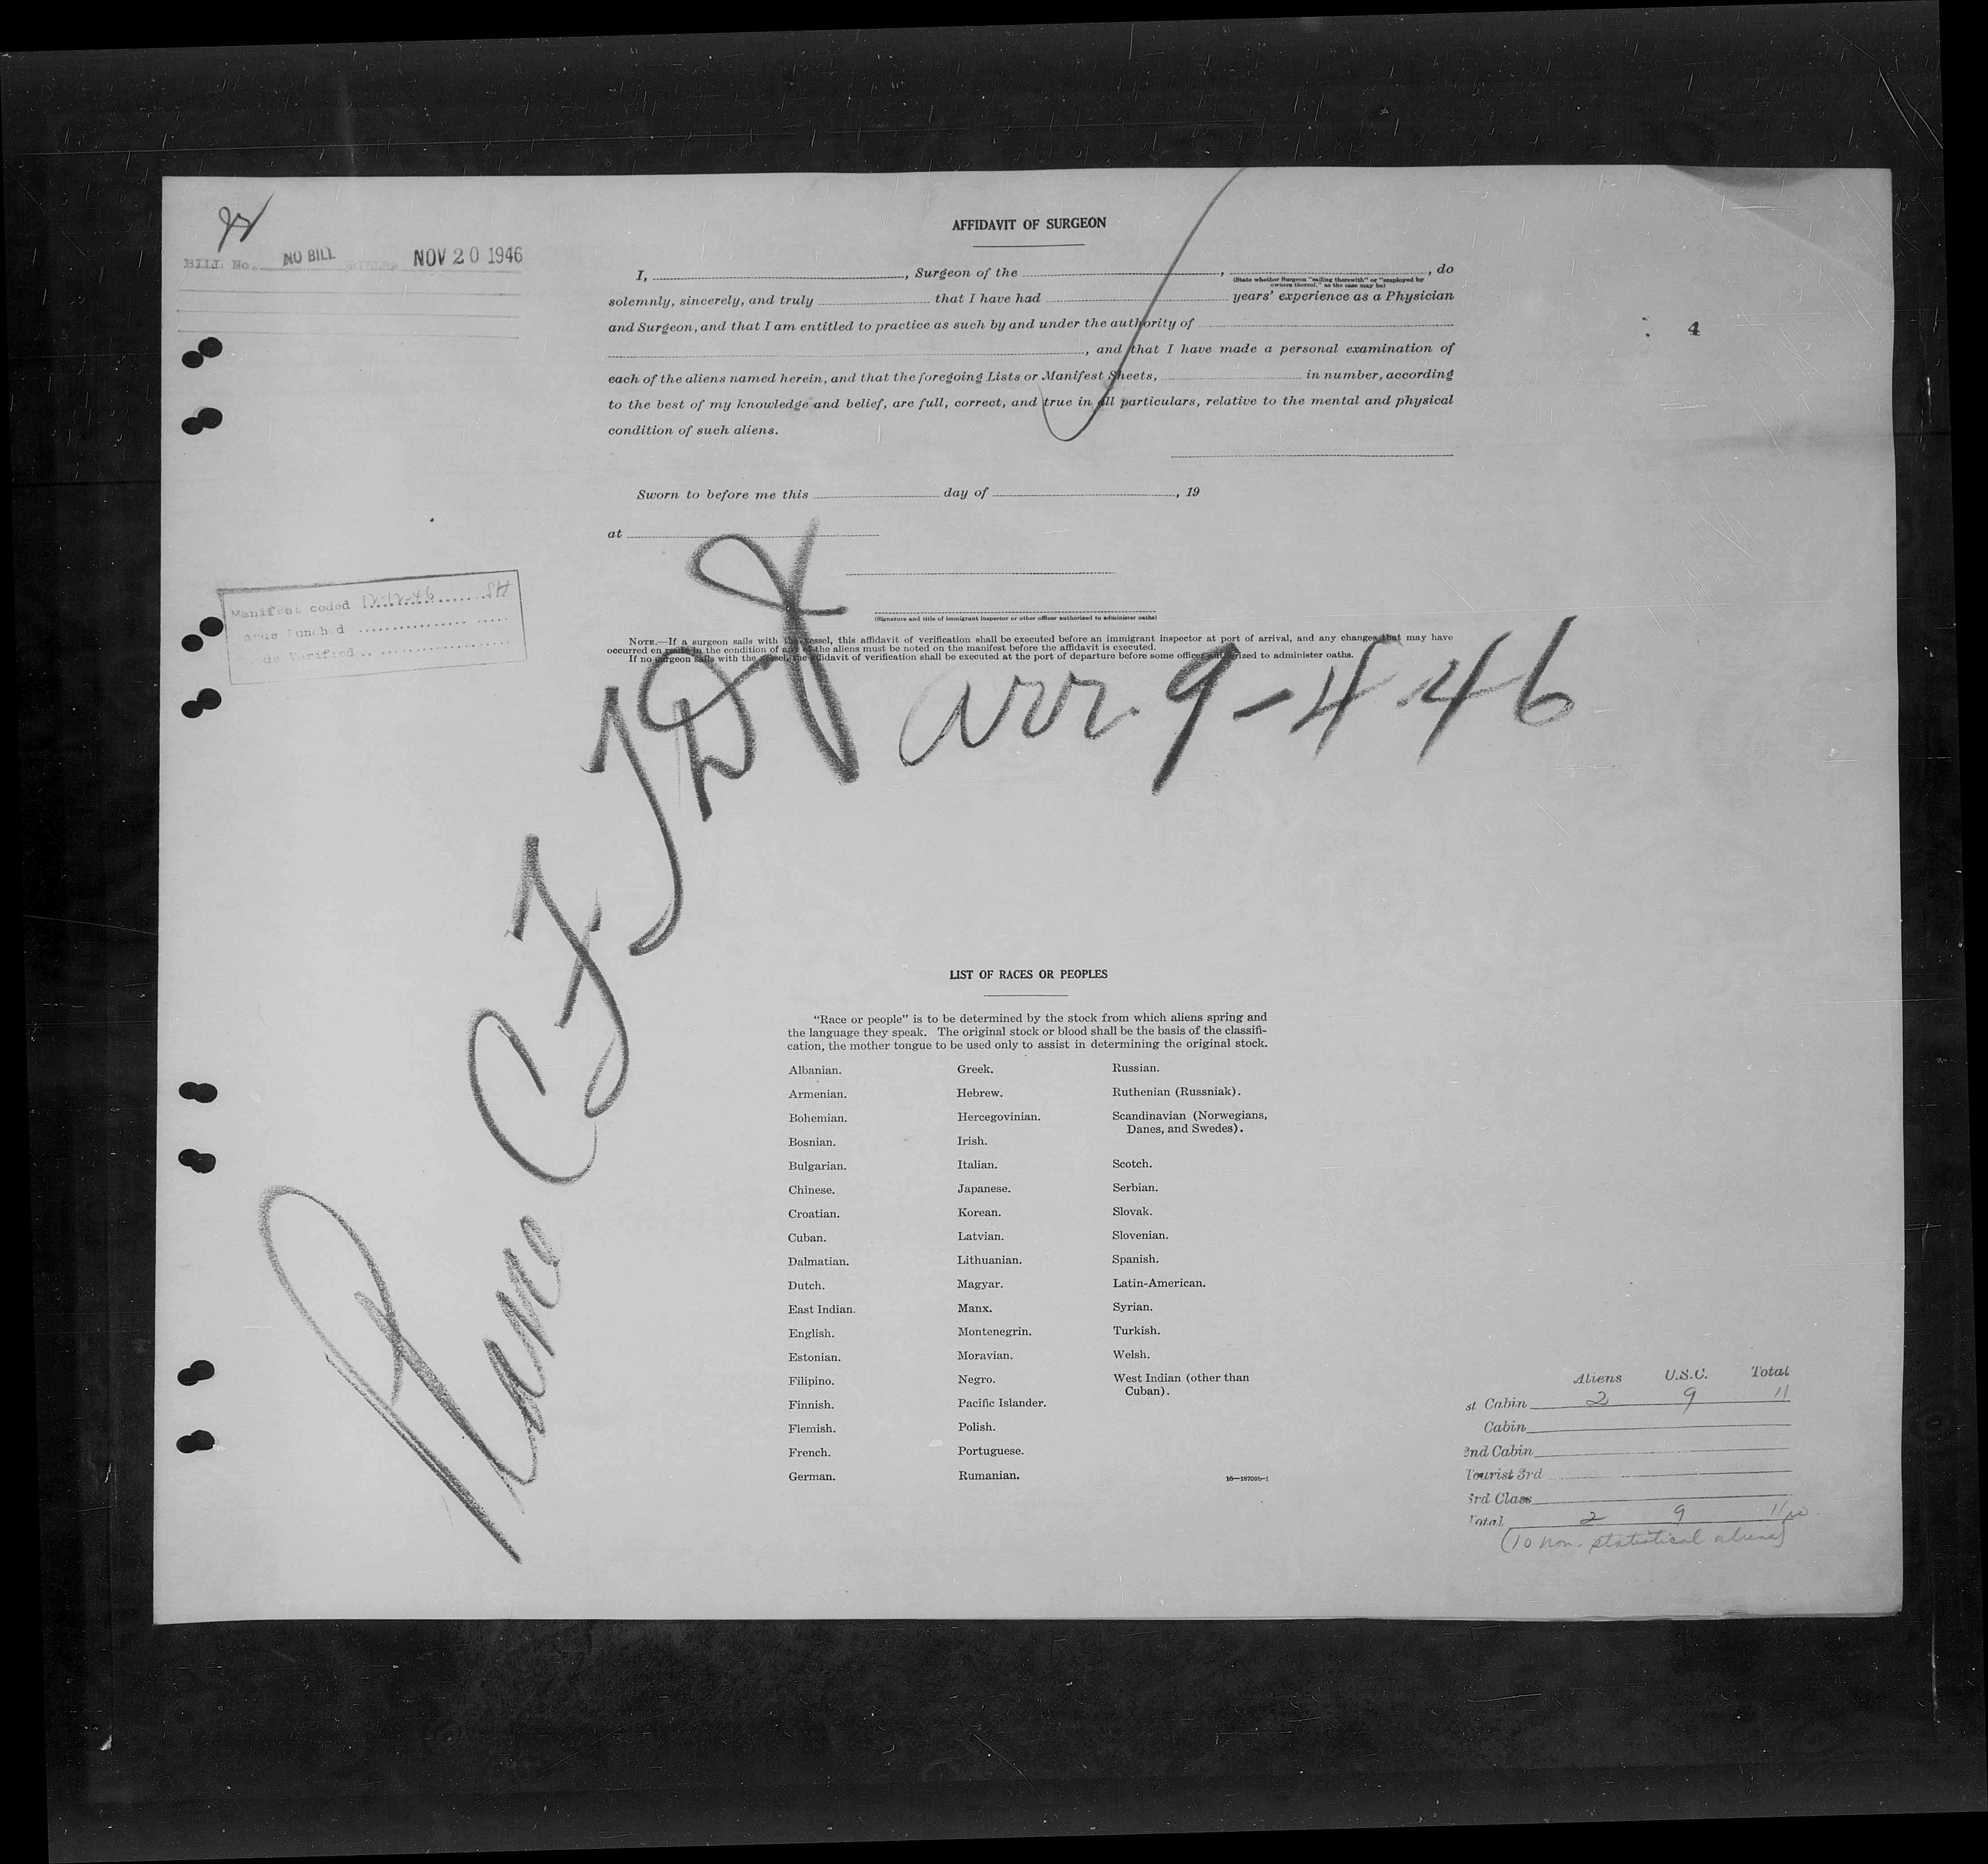 BILL No. NO BILL NOV 20 1946
AFFIDAVIT OF SURGEON
I, , Surgeon of the , , do
(State whether Surgeon "sailing therewith" or "employed by
owners thereof," as the case may be)
solemnly, sincerely, and truly that I have had years' experience as a Physician
and Surgeon, and that I am entitled to practice as such by and under the authority of
, and that I have made a personal examination of
each of the aliens named herein, and that the foregoing Lists or Manifest Sheets, in number, according
to the best of my knowledge and belief, are full, correct, and true in all particulars, relative to the mental and physical
condition of such aliens.
4
Sworn to before me this day of , 19
at
Manifest coded 12-12-46 SH
Punched
Verified
(Signature and title of immigrant inspector or other officer authorized to administer oaths)
NOTE.—If a surgeon sails with the vessel, this affidavit of verification shall be executed before an immigrant inspector at port of arrival, and any changes that may have
occurred en route in the condition of any of the aliens must be noted on the manifest before the affidavit is executed.
If no surgeon sails with the vessel, the affidavit of verification shall be executed at the port of departure before some officer authorized to administer oaths.
Plane
arr. 9-4-46
LIST OF RACES OR PEOPLES
"Race or people" is to be determined by the stock from which aliens spring and
the language they speak. The original stock or blood shall be the basis of the classifi-
cation, the mother tongue to be used only to assist in determining the original stock.
Albanian.
Armenian.
Bohemian.
Bosnian.
Bulgarian.
Chinese.
Croatian.
Cuban.
Dalmatian.
Dutch.
East Indian.
English.
Estonian.
Filipino.
Finnish.
Flemish.
French.
German.
Greek.
Hebrew.
Hercegovinian.
Irish.
Italian.
Japanese.
Korean.
Latvian.
Lithuanian.
Magyar.
Manx.
Montenegrin.
Moravian.
Negro.
Pacific Islander.
Polish.
Portuguese.
Rumanian.
Russian.
Ruthenian (Russniak).
Scandinavian (Norwegians,
Danes, and Swedes).
Scotch.
Serbian.
Slovak.
Slovenian.
Spanish.
Latin-American.
Syrian.
Turkish.
Welsh.
West Indian (other than
Cuban).
16—18709b-1
Aliens U.S.C. Total
st Cabin 2 9 11
Cabin
2nd Cabin
Tourist 3rd
3rd Class
Total 2 9 11
(10 non-statistical aliens)